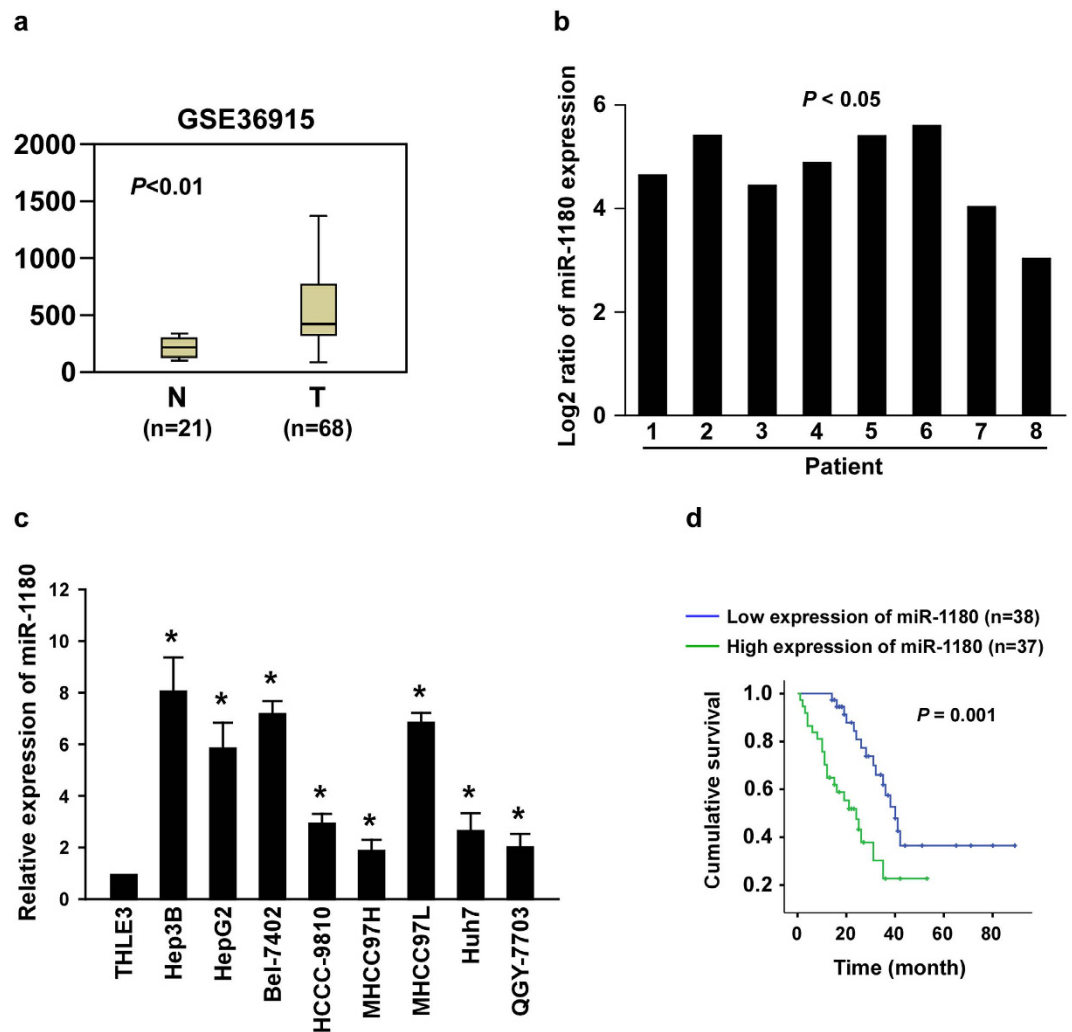 a
GSE36915
2000
1500
1000
500
0
P<0.01
N
T
(n=21)
(n=68)
b
Log2 ratio of miR-1180 expression
6
4
2
0
P < 0.05
1 2 3 4 5 6 7 8
Patient
c
Relative expression of miR-1180
12
10
8
6
4
2
0
* * * * * * * *
THLE3
Hep3B
HepG2
Bel-7402
HCCC-9810
MHCC97H
MHCC97L
Huh7
QGY-7703
d
Low expression of miR-1180 (n=38)
High expression of miR-1180 (n=37)
Cumulative survival
1.0
0.8
0.6
0.4
0.2
P = 0.001
0 20 40 60 80
Time (month)